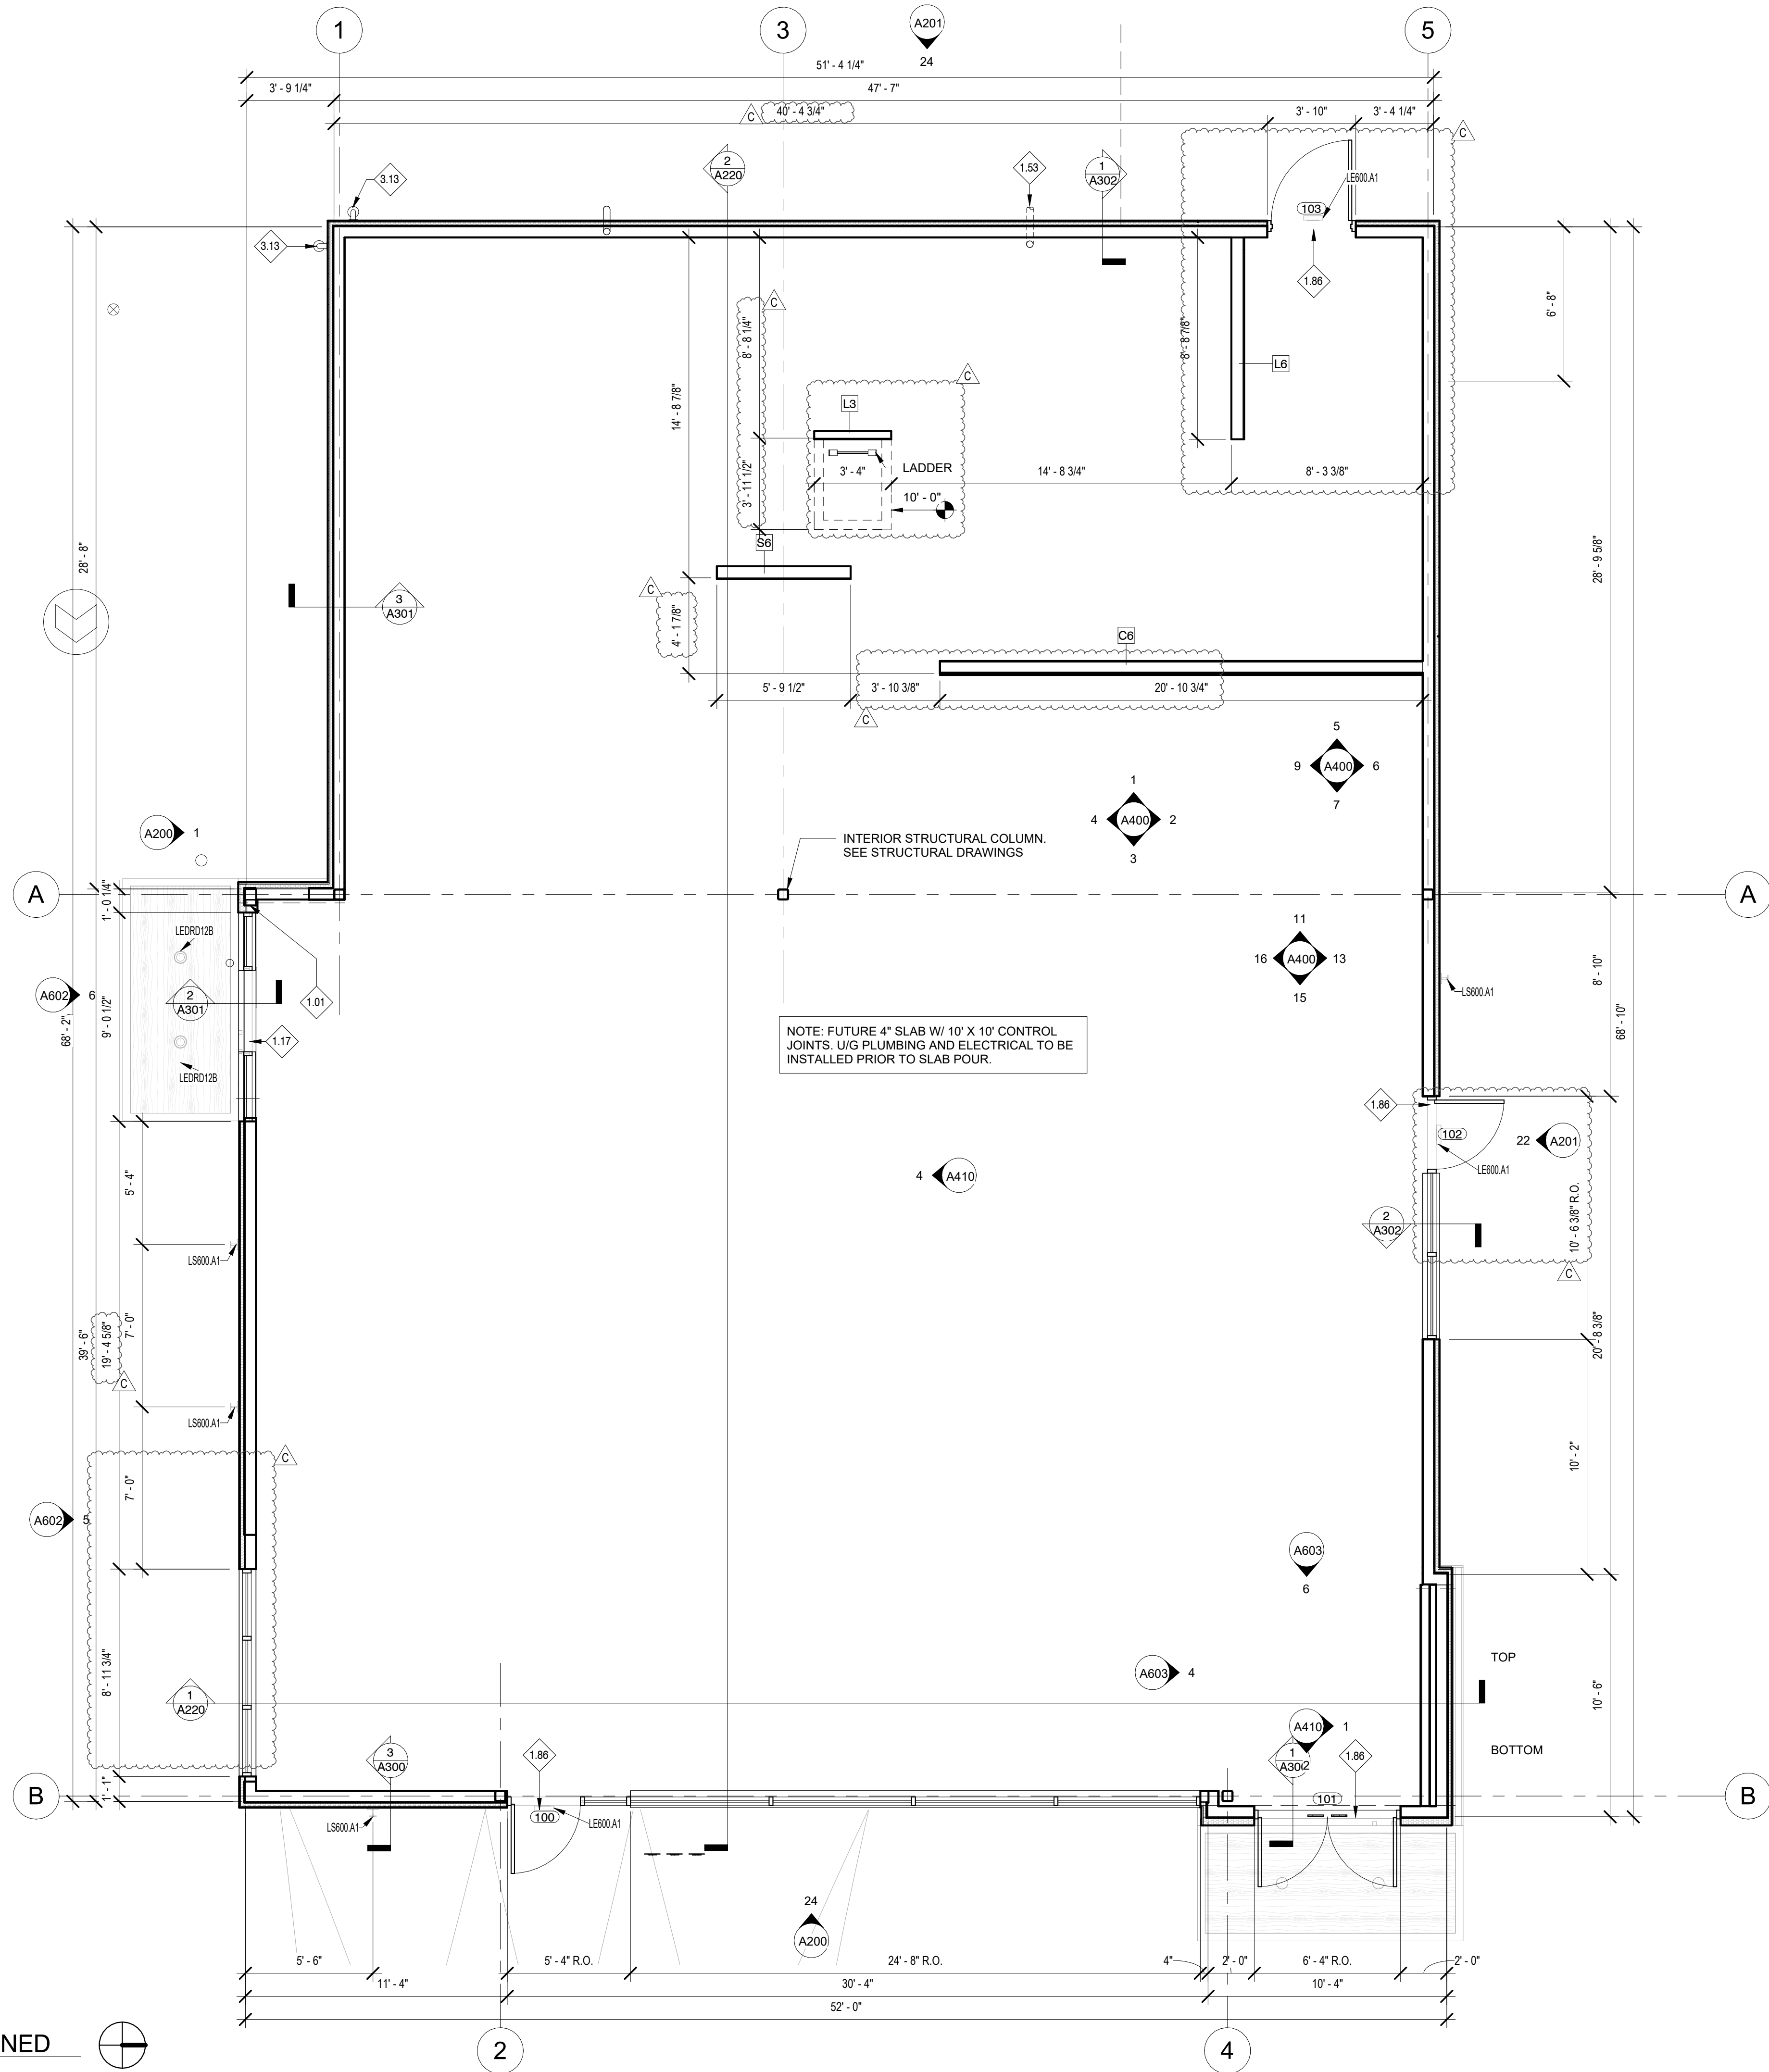 1
3
5
A201
24
51' - 4 1/4"
3' - 9 1/4"
47' - 7"
C
40' - 4 3/4"
3' - 10"
3' - 4 1/4"
C
3.13
2
A220
1.53
1
A302
LE600.A1
103
3.13
1.86
C
8' - 8 1/4"
8' - 8 7/8"
L6
6' - 8"
C
L3
14' - 8 7/8"
LADDER
3' - 4"
14' - 8 3/4"
8' - 3 3/8"
3' - 11 1/2"
10' - 0"
S6
28' - 8"
28' - 9 5/8"
C
3
A301
4' - 1 7/8"
C6
5' - 9 1/2"
3' - 10 3/8"
20' - 10 3/4"
C
5
9
A400
6
7
1
4
A400
2
3
A200
1
INTERIOR STRUCTURAL COLUMN.
SEE STRUCTURAL DRAWINGS
A
A
1' - 0 1/4"
LEDRD12B
11
16
A400
13
15
8' - 10"
A602
6
2
A301
1.01
LS600.A1
68' - 2"
9' - 0 1/2"
1.17
68' - 10"
NOTE: FUTURE 4" SLAB W/ 10' X 10' CONTROL
JOINTS. U/G PLUMBING AND ELECTRICAL TO BE
INSTALLED PRIOR TO SLAB POUR.
LEDRD12B
1.86
102
22
A201
LE600.A1
5' - 4"
4
A410
10' - 6 3/8" R.O.
2
A302
LS600.A1
C
7' - 0"
39' - 6"
19' - 4 5/8"
20' - 8 3/8"
C
LS600.A1
C
10' - 2"
7' - 0"
A602
5
A603
6
TOP
A603
4
8' - 11 3/4"
1
A220
10' - 6"
A410
1
2
BOTTOM
3
A300
1.86
1
A300
1.86
B
B
1' - 1"
101
100
LE600.A1
LS600.A1
24
A200
5' - 6"
5' - 4" R.O.
24' - 8" R.O.
4"
2' - 0"
6' - 4" R.O.
2' - 0"
11' - 4"
30' - 4"
10' - 4"
52' - 0"
NED
2
4